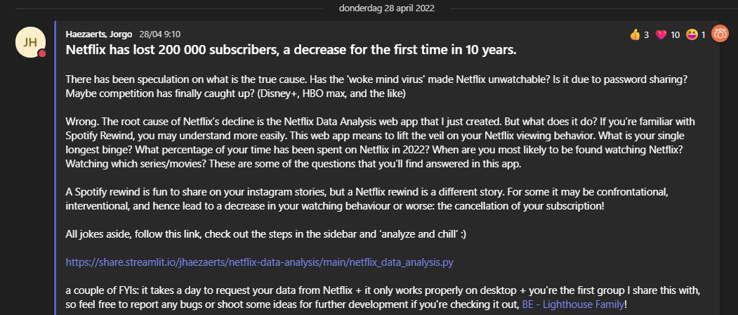 donderdag 28 april 2022
JH
Haezaerts, Jorgo 28/04 9:10
3 10 1
Netflix has lost 200 000 subscribers, a decrease for the first time in 10 years.
There has been speculation on what is the true cause. Has the 'woke mind virus' made Netflix unwatchable? Is it due to password sharing?
Maybe competition has finally caught up? (Disney+, HBO max, and the like)
Wrong. The root cause of Netflix's decline is the Netflix Data Analysis web app that I just created. But what does it do? If you're familiar with
Spotify Rewind, you may understand more easily. This web app means to lift the veil on your Netflix viewing behavior. What is your single
longest binge? What percentage of your time has been spent on Netflix in 2022? When are you most likely to be found watching Netflix?
Watching which series/movies? These are some of the questions that you'll find answered in this app.
A Spotify rewind is fun to share on your instagram stories, but a Netflix rewind is a different story. For some it may be confrontational,
interventional, and hence lead to a decrease in your watching behaviour or worse: the cancellation of your subscription!
All jokes aside, follow this link, check out the steps in the sidebar and 'analyze and chill' :)
https://share.streamlit.io/jhaezaerts/netflix-data-analysis/main/netflix_data_analysis.py
a couple of FYIs: it takes a day to request your data from Netflix + it only works properly on desktop + you're the first group I share this with,
so feel free to report any bugs or shoot some ideas for further development if you're checking it out, BE - Lighthouse Family!